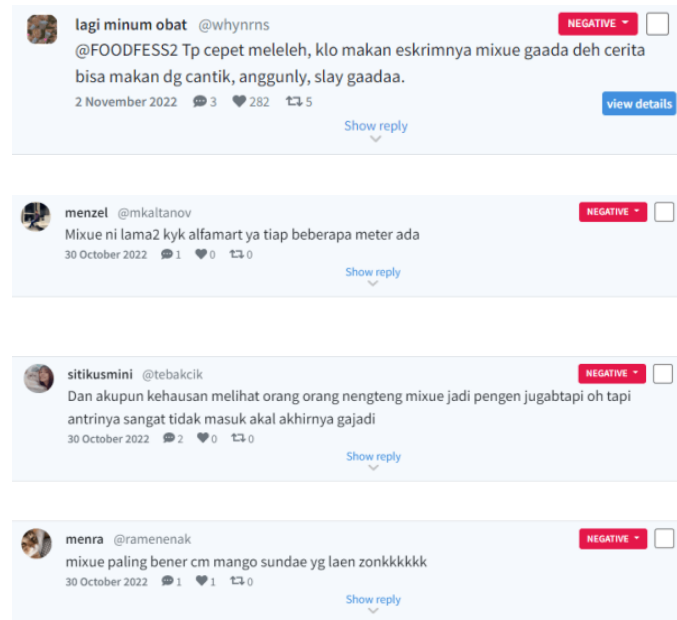 lagi minum obat @whynrns NEGATIVE
@FOODFESS2 Tp cepet meleleh, klo makan eskrimnya mixue gaada deh cerita
bisa makan dg cantik, anggunly, slay gaadaa.
2 November 2022 3 282 5 view details
Show reply
menzel @mkaltanov NEGATIVE
Mixue ni lama2 kyk alfamart ya tiap beberapa meter ada
30 October 2022 1 0 0
Show reply
sitikusmini @tebakcik NEGATIVE
Dan akupun kehausan melihat orang orang nengteng mixue jadi pengen jugabtapi oh tapi
antrinya sangat tidak masuk akal akhirnya gajadi
30 October 2022 2 0 0
Show reply
menra @ramenenak NEGATIVE
mixue paling bener cm mango sundae yg laen zonkkkkkk
30 October 2022 1 1 0
Show reply